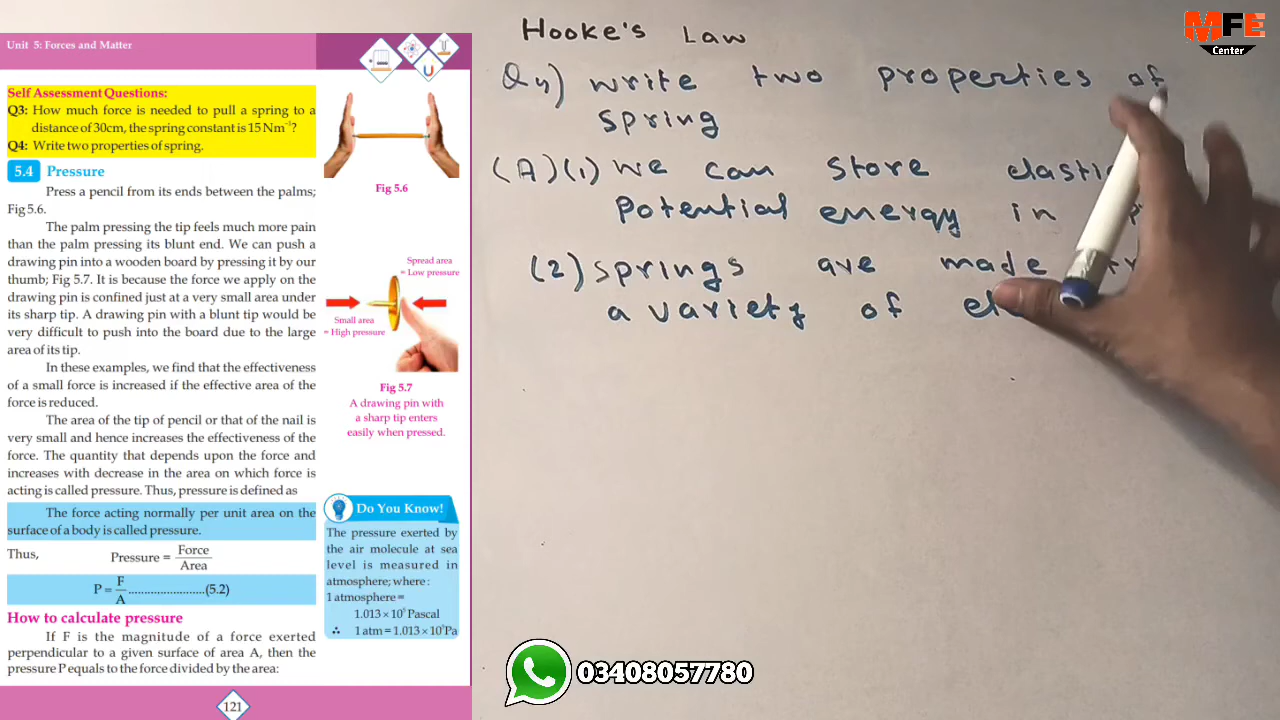 Unit 5: Forces and Matter
Self Assessment Questions:
Q3: How much force is needed to pull a spring to a
distance of 30cm, the spring constant is 15 Nm⁻¹?
Q4: Write two properties of spring.
5.4 Pressure
Press a pencil from its ends between the palms;
Fig 5.6.
The palm pressing the tip feels much more pain
than the palm pressing its blunt end. We can push a
drawing pin into a wooden board by pressing it by our
thumb; Fig 5.7. It is because the force we apply on the
drawing pin is confined just at a very small area under
its sharp tip. A drawing pin with a blunt tip would be
very difficult to push into the board due to the large
area of its tip.
In these examples, we find that the effectiveness
of a small force is increased if the effective area of the
force is reduced.
The area of the tip of pencil or that of the nail is
very small and hence increases the effectiveness of the
force. The quantity that depends upon the force and
increases with decrease in the area on which force is
acting is called pressure. Thus, pressure is defined as
The force acting normally per unit area on the
surface of a body is called pressure.
Thus, Pressure = Force / Area
P = F / A ........................(5.2)
How to calculate pressure
If F is the magnitude of a force exerted
perpendicular to a given surface of area A, then the
pressure P equals to the force divided by the area:
121
Fig 5.6
Spread area
= Low pressure
Small area
= High pressure
Fig 5.7
A drawing pin with
a sharp tip enters
easily when pressed.
Do You Know!
The pressure exerted by
the air molecule at sea
level is measured in
atmosphere; where :
1 atmosphere =
1.013 × 10⁵ Pascal
∴ 1 atm = 1.013 × 10⁵Pa
Hooke's Law
Q4) write two properties of
spring
(A) (1) We can store elastic
potential energy in
(2) springs are made
a variety of
MFE
Center
03408057780